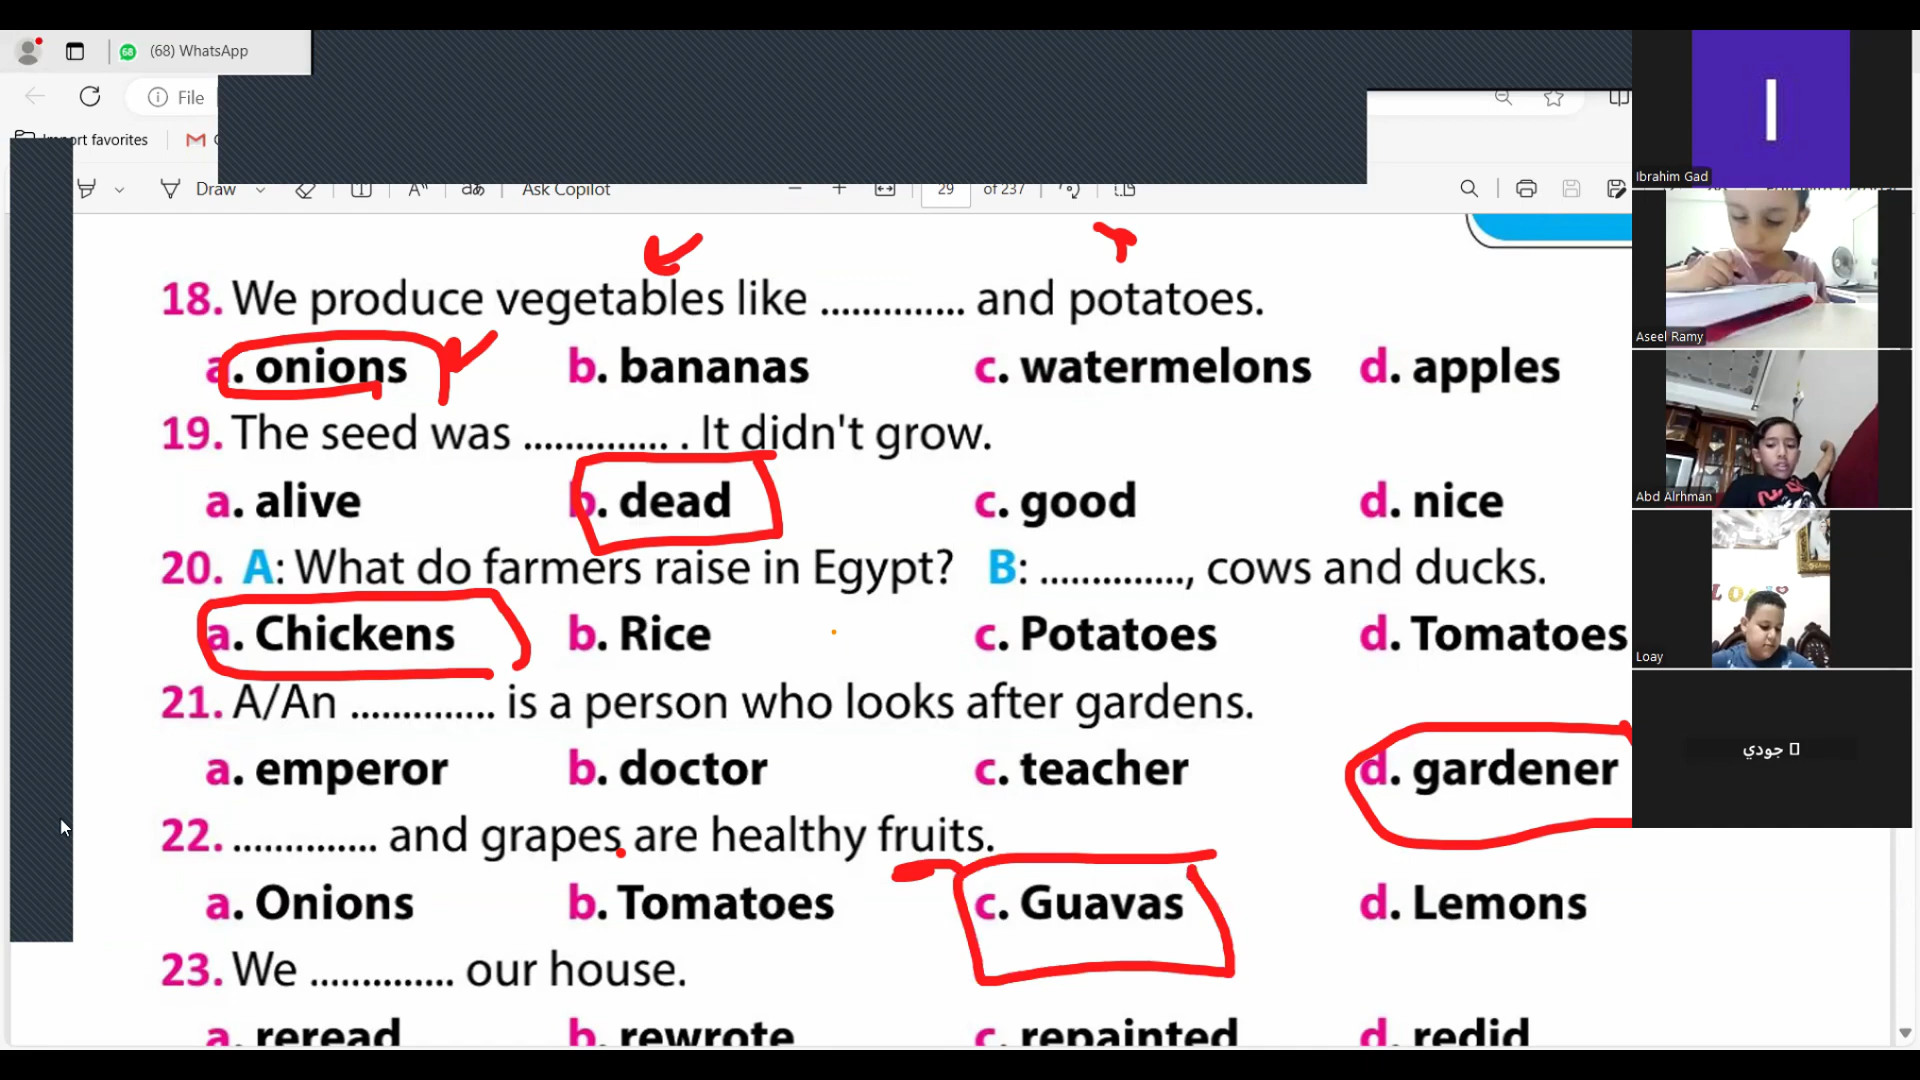 (68) WhatsApp
File
Import favorites
Draw
Ask Copilot
29 of 237
Ibrahim Gad
Aseel Ramy
Abd Alrhman
Loay
جودي
18. We produce vegetables like .............. and potatoes.
a. onions b. bananas c. watermelons d. apples
19. The seed was .............. . It didn't grow.
a. alive b. dead c. good d. nice
20. A: What do farmers raise in Egypt? B: .............., cows and ducks.
a. Chickens b. Rice c. Potatoes d. Tomatoes
21. A/An .............. is a person who looks after gardens.
a. emperor b. doctor c. teacher d. gardener
22. .............. and grapes are healthy fruits.
a. Onions b. Tomatoes c. Guavas d. Lemons
23. We .............. our house.
a. reread b. rewrote c. repainted d. redid